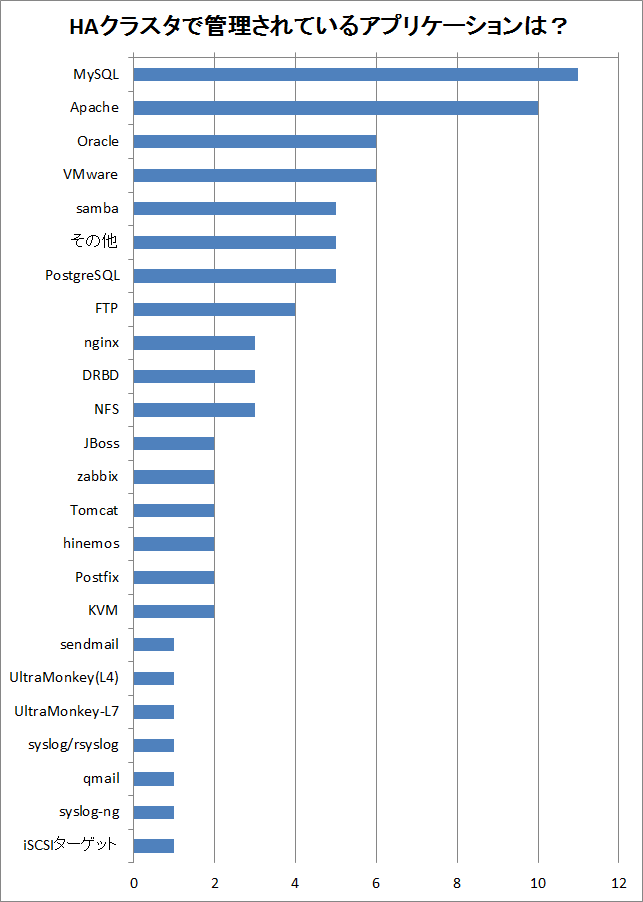 HAクラスタで管理されているアプリケーションは？
MySQL
Apache
Oracle
VMware
samba
その他
PostgreSQL
FTP
nginx
DRBD
NFS
JBoss
zabbix
Tomcat
hinemos
Postfix
KVM
sendmail
UltraMonkey(L4)
UltraMonkey-L7
syslog/rsyslog
qmail
syslog-ng
iSCSIターゲット
0 2 4 6 8 10 12